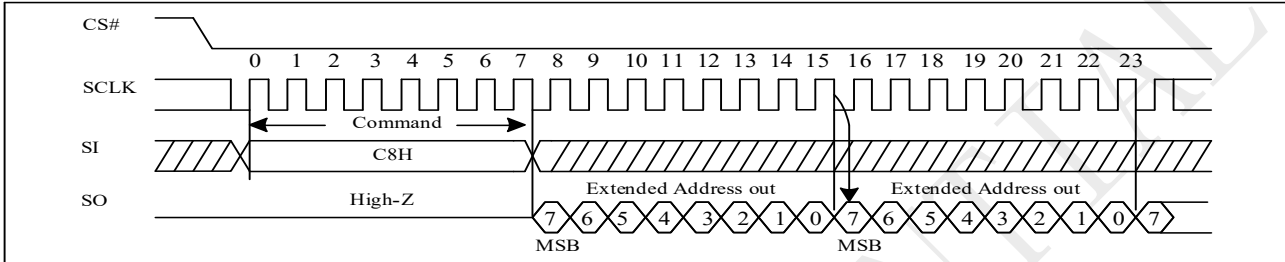 CS#
0 1 2 3 4 5 6 7 8 9 10 11 12 13 14 15 16 17 18 19 20 21 22 23
SCLK
Command
SI
C8H
Extended Address out Extended Address out
SO
High-Z
7 6 5 4 3 2 1 0 7 6 5 4 3 2 1 0 7
MSB MSB